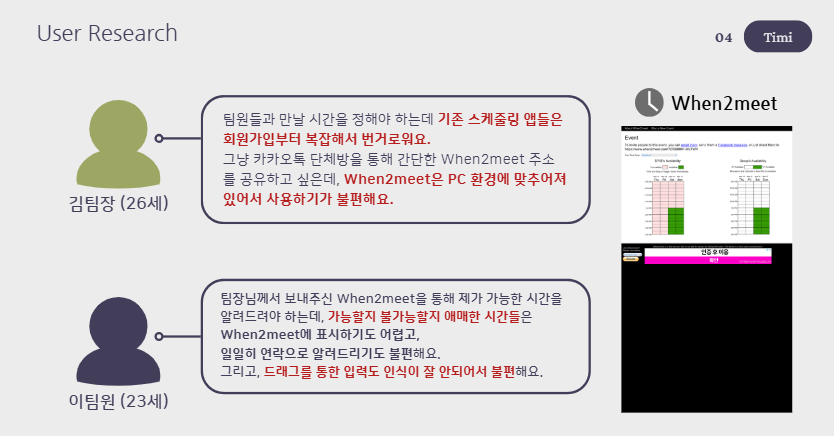 User Research
04
Timi
팀원들과 만날 시간을 정해야 하는데 기존 스케줄링 앱들은
회원가입부터 복잡해서 번거로워요.
그냥 카카오톡 단체방을 통해 간단한 When2meet 주소
를 공유하고 싶은데, When2meet은 PC 환경에 맞추어져
있어서 사용하기가 불편해요.
김팀장 (26세)
팀장님께서 보내주신 When2meet을 통해 제가 가능한 시간을
알려드려야 하는데, 가능할지 불가능할지 애매한 시간들은
When2meet에 표시하기도 어렵고,
일일히 연락으로 알려드리기도 불편해요.
그리고, 드래그를 통한 입력도 인식이 잘 안되어서 불편해요.
이팀원 (23세)
When2meet
Event
인증 후 이용
확인